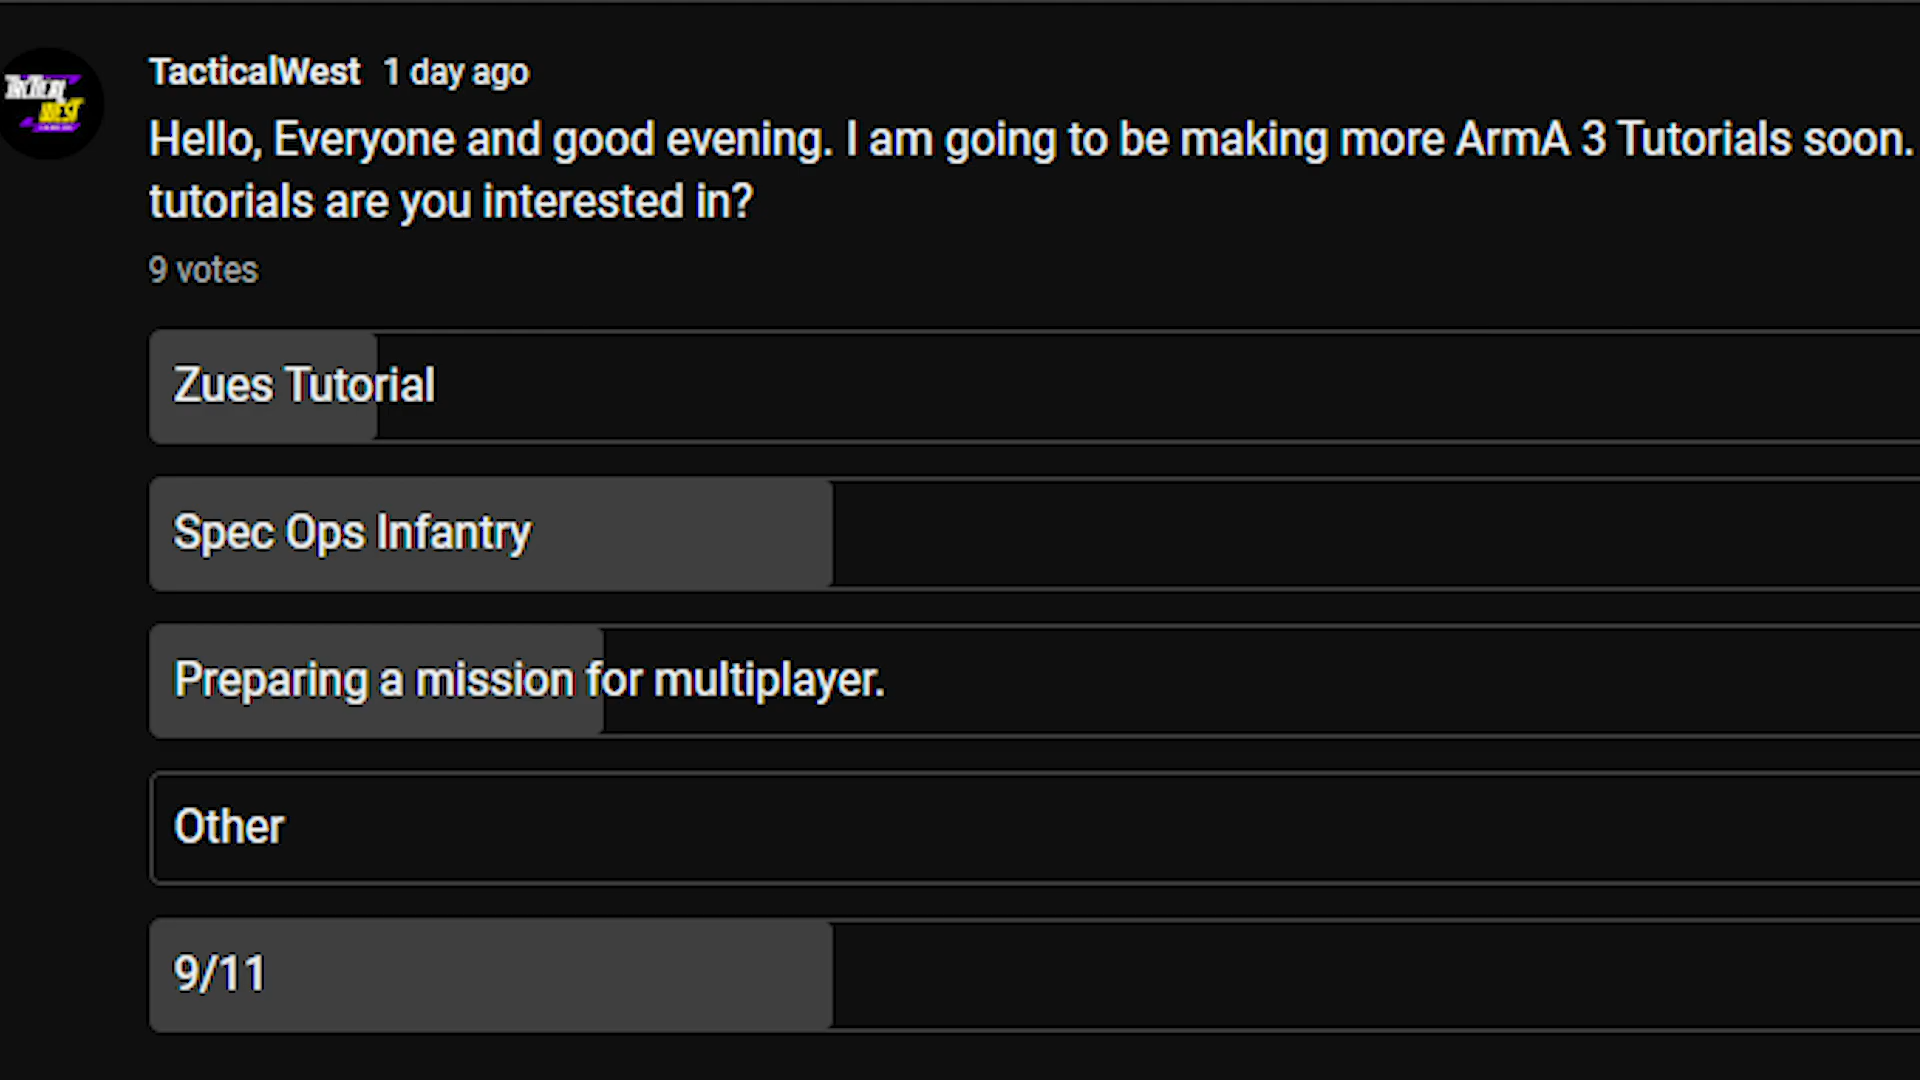 TacticalWest 1 day ago
Hello, Everyone and good evening. I am going to be making more ArmA 3 Tutorials soon.
tutorials are you interested in?
9 votes
Zues Tutorial
Spec Ops Infantry
Preparing a mission for multiplayer.
Other
9/11